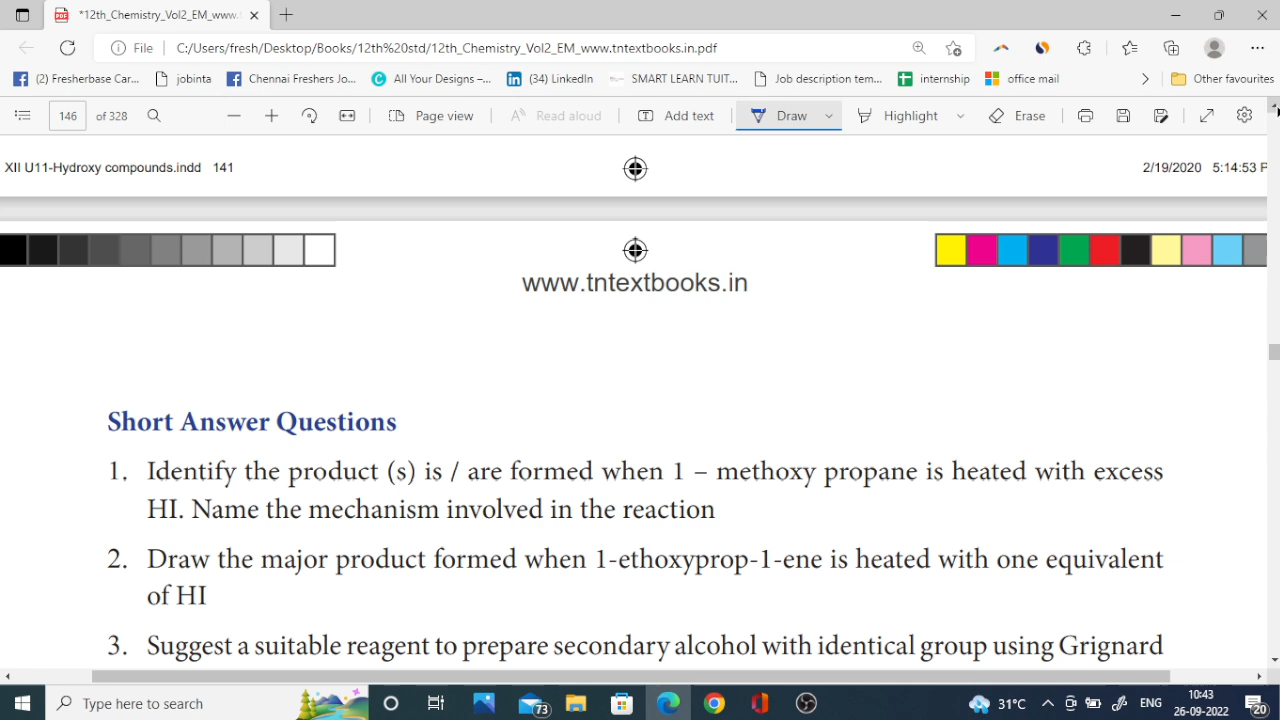 *12th_Chemistry_Vol2_EM_www.
File C:/Users/fresh/Desktop/Books/12th%20std/12th_Chemistry_Vol2_EM_www.tntextbooks.in.pdf
(2) Fresherbase Car... jobinta Chennai Freshers Jo... All Your Designs –... (34) LinkedIn SMART LEARN TUIT... Job description tem... internship office mail Other favourites
146 of 328 Page view Read aloud Add text Draw Highlight Erase
XII U11-Hydroxy compounds.indd 141 2/19/2020 5:14:53 P
www.tntextbooks.in
Short Answer Questions
1. Identify the product (s) is / are formed when 1 – methoxy propane is heated with excess
HI. Name the mechanism involved in the reaction
2. Draw the major product formed when 1-ethoxyprop-1-ene is heated with one equivalent
of HI
3. Suggest a suitable reagent to prepare secondary alcohol with identical group using Grignard
Type here to search 73 31°C ENG 10:43
26-09-2022 20